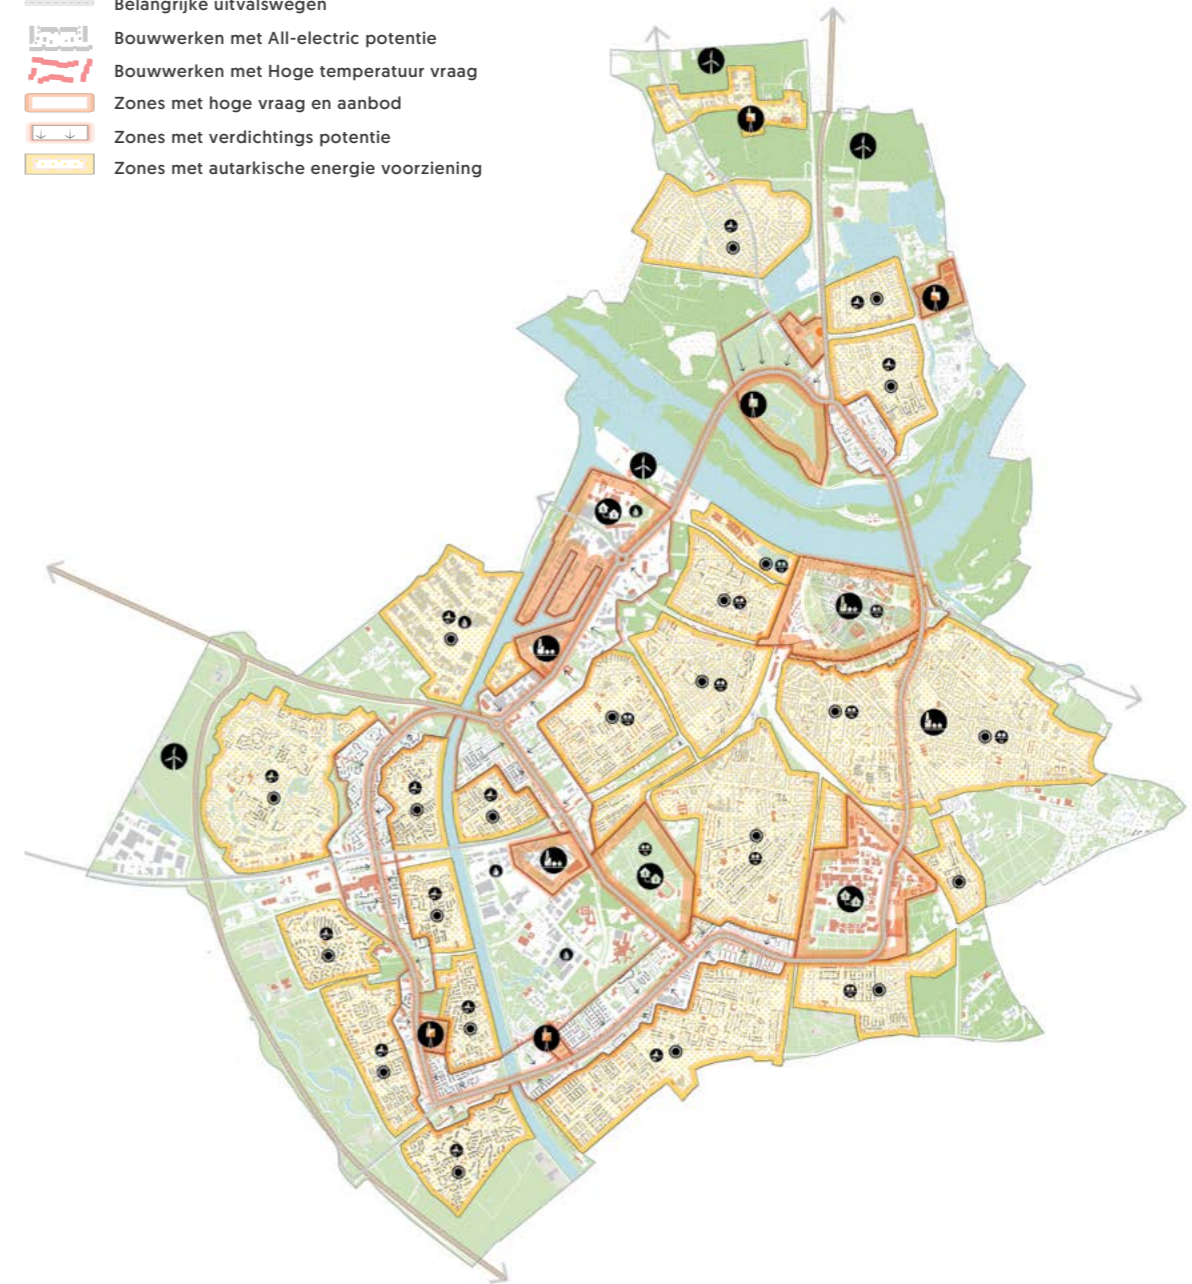 Belangrijke uitvalswegen
Bouwwerken met All-electric potentie
Bouwwerken met Hoge temperatuur vraag
Zones met hoge vraag en aanbod
Zones met verdichtings potentie
Zones met autarkische energie voorziening